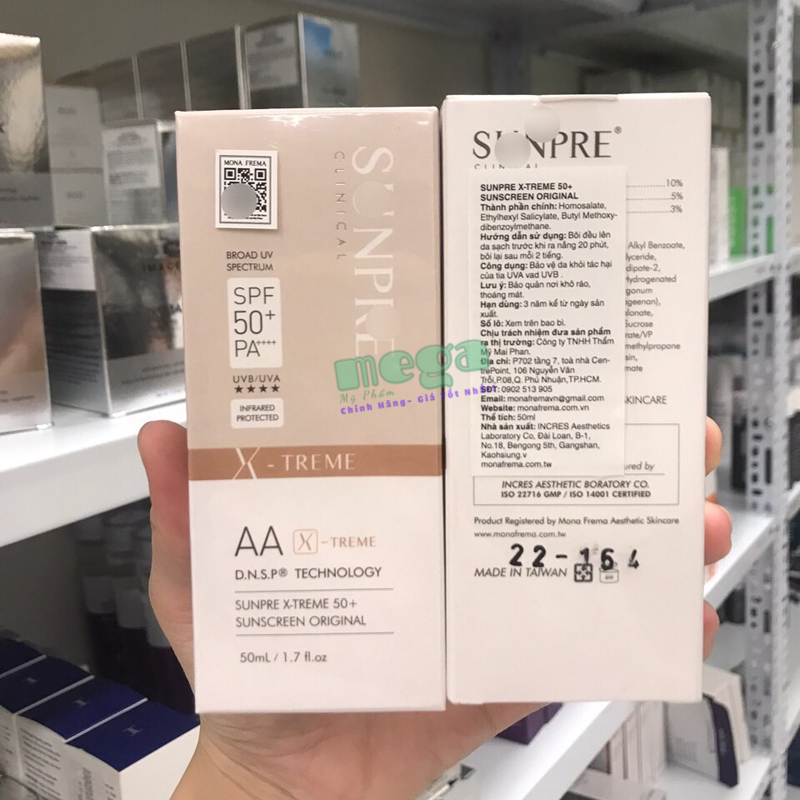 MONA FREMA
SUNPRE
CLINICAL
BROAD UV
SPECTRUM
SPF
50+
PA++++
UVB/UVA
★★★★
INFRARED
PROTECTED
X - TREME
AA X - TREME
D.N.S.P® TECHNOLOGY
SUNPRE X-TREME 50+
SUNSCREEN ORIGINAL
50mL / 1.7 fl.oz
mega
Mỹ Phẩm
Chính Hãng- Giá Tốt Nhất
SUNPRE®
10%
5%
3%
SUNPRE X-TREME 50+
SUNSCREEN ORIGINAL
Thành phần chính: Homosalate,
Ethylhexyl Salicylate, Butyl Methoxy-
dibenzoylmethane.
Hướng dẫn sử dụng: Bôi đều lên
da sạch trước khi ra nắng 20 phút,
bôi lại sau mỗi 2 tiếng.
Công dụng: Bảo vệ da khỏi tác hại
của tia UVA vad UVB .
Lưu ý: Bảo quản nơi khô ráo,
thoáng mát.
Hạn dùng: 3 năm kể từ ngày sản
xuất.
Số lô: Xem trên bao bì.
Chịu trách nhiệm đưa sản phẩm
ra thị trường: Công ty TNHH Thẩm
Mỹ Mai Phan.
Địa chỉ: P702 tầng 7, toà nhà Cen-
trePoint, 106 Nguyễn Văn
Trỗi,P.08,Q. Phú Nhuận,TP.HCM.
SĐT: 0902 513 905
Email: monafremavn@gmail.com
Website: monafrema.com.vn
Thể tích: 50ml
Nhà sản xuất: INCRES Aesthetics
Laboratory Co, Đài Loan, B-1,
No.18, Bengong 5th, Gangshan,
Kaohsiung.v
monafrema.com.tw
Alkyl Benzoate,
SKINCARE
INCRES AESTHETIC BORATORY CO.
ISO 22716 GMP / ISO 14001 CERTIFIED
Product Registered by Mona Frema Aesthetic Skincare
www.monafrema.com.tw
22-164
MADE IN TAIWAN